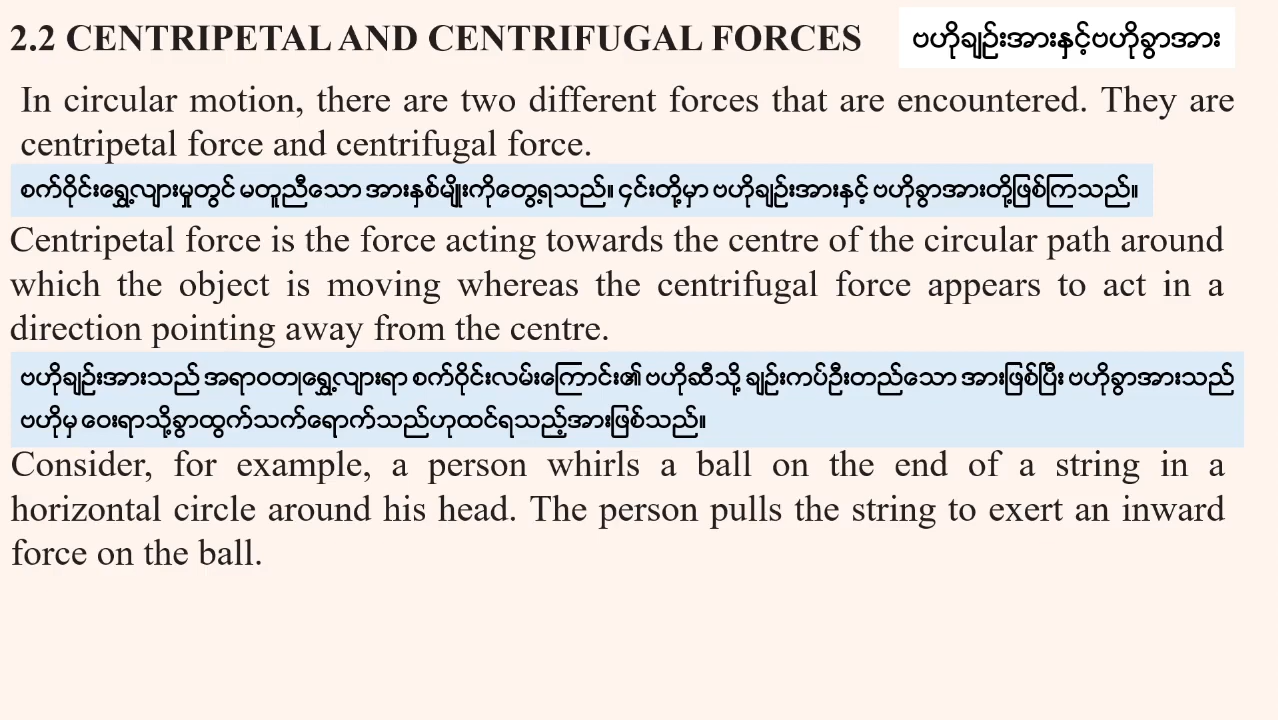 2.2 CENTRIPETAL AND CENTRIFUGAL FORCES ဗဟိုချဉ်းအားနှင့်ဗဟိုခွာအား
In circular motion, there are two different forces that are encountered. They are
centripetal force and centrifugal force.
စက်ဝိုင်းရွေ့လျားမှုတွင် မတူညီသော အားနှစ်မျိုးကိုတွေ့ရသည်။ ၄င်းတို့မှာ ဗဟိုချဉ်းအားနှင့် ဗဟိုခွာအားတို့ဖြစ်ကြသည်။
Centripetal force is the force acting towards the centre of the circular path around
which the object is moving whereas the centrifugal force appears to act in a
direction pointing away from the centre.
ဗဟိုချဉ်းအားသည် အရာဝတ္ထုရွေ့လျားရာ စက်ဝိုင်းလမ်းကြောင်း၏ ဗဟိုဆီသို့ ချဉ်းကပ်ဦးတည်သော အားဖြစ်ပြီး ဗဟိုခွာအားသည်
ဗဟိုမှ ဝေးရာသို့ခွာထွက်သက်ရောက်သည်ဟုထင်ရသည့်အားဖြစ်သည်။
Consider, for example, a person whirls a ball on the end of a string in a
horizontal circle around his head. The person pulls the string to exert an inward
force on the ball.